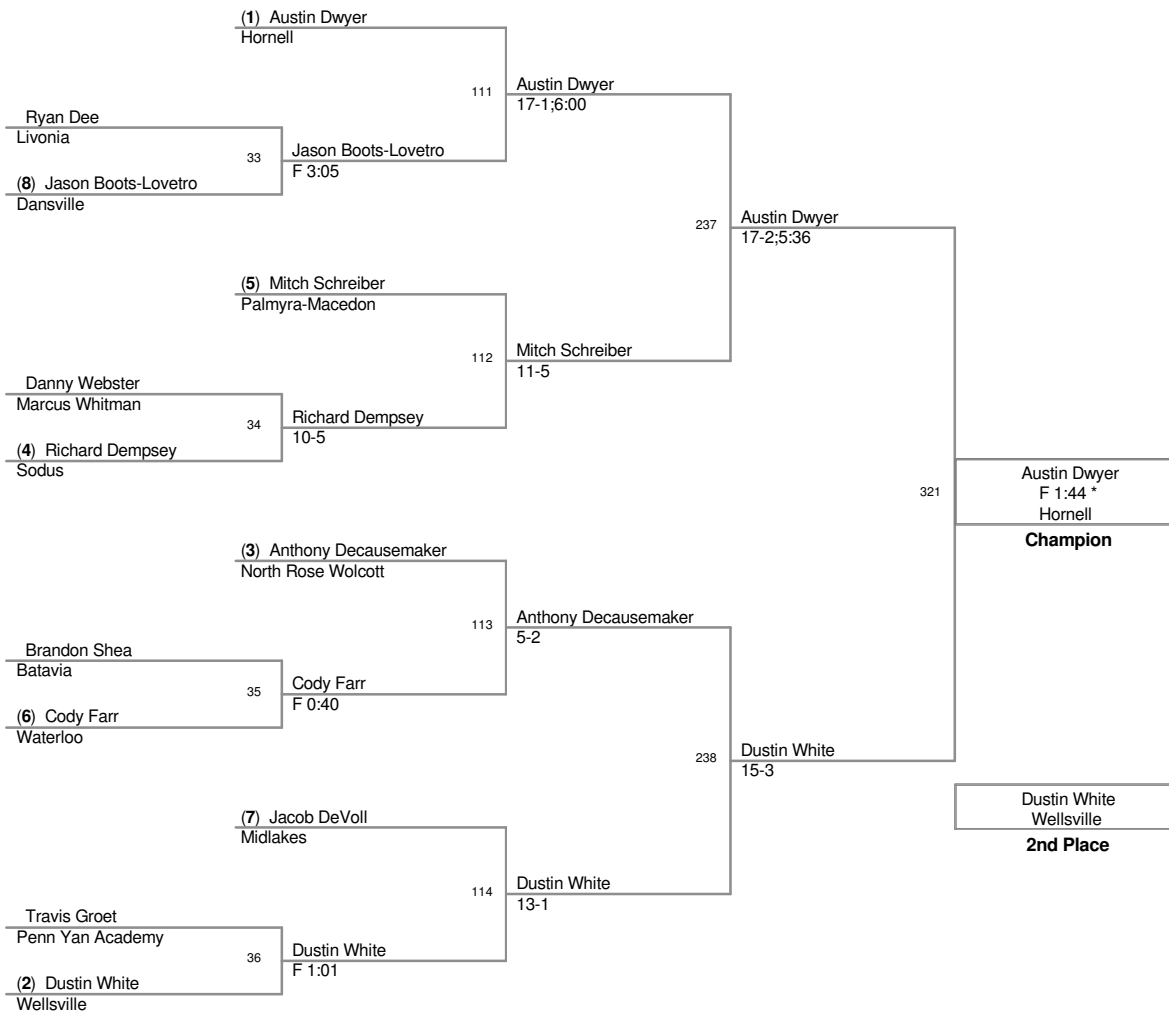 (1) Austin Dwyer
Hornell
111
Austin Dwyer
17-1;6:00
Ryan Dee
Livonia
33
Jason Boots-Lovetro
F 3:05
(8) Jason Boots-Lovetro
Dansville
237
Austin Dwyer
17-2;5:36
(5) Mitch Schreiber
Palmyra-Macedon
112
Mitch Schreiber
11-5
Danny Webster
Marcus Whitman
34
Richard Dempsey
10-5
(4) Richard Dempsey
Sodus
321
Austin Dwyer
F 1:44 *
Hornell
Champion
(3) Anthony Decausemaker
North Rose Wolcott
113
Anthony Decausemaker
5-2
Brandon Shea
Batavia
35
Cody Farr
F 0:40
(6) Cody Farr
Waterloo
238
Dustin White
15-3
Dustin White
Wellsville
2nd Place
(7) Jacob DeVoll
Midlakes
114
Dustin White
13-1
Travis Groet
Penn Yan Academy
36
Dustin White
F 1:01
(2) Dustin White
Wellsville